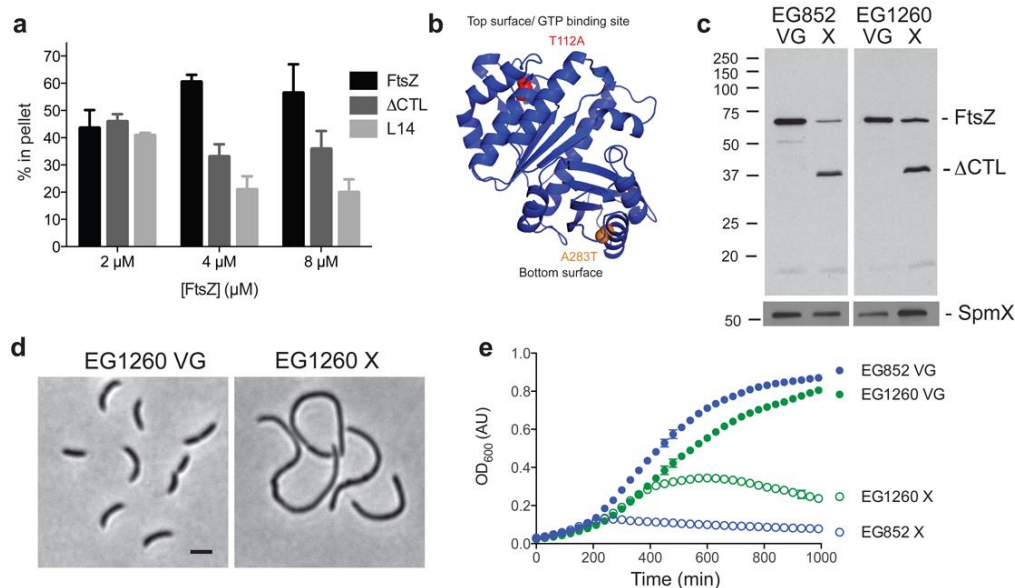 a
% in pellet
70
60
50
40
30
20
10
0
2 μM
4 μM
8 μM
[FtsZ] (μM)
FtsZ
ΔCTL
L14
b
Top surface/ GTP binding site
T112A
A283T
Bottom surface
c
EG852 EG1260
VG X VG X
250
150
100
75
50
37
25
20
50
- FtsZ
- ΔCTL
- SpmX
d
EG1260 VG
EG1260 X
e
OD600 (AU)
1.0
0.8
0.6
0.4
0.2
0.0
0 200 400 600 800 1000
Time (min)
EG852 VG
EG1260 VG
EG1260 X
EG852 X